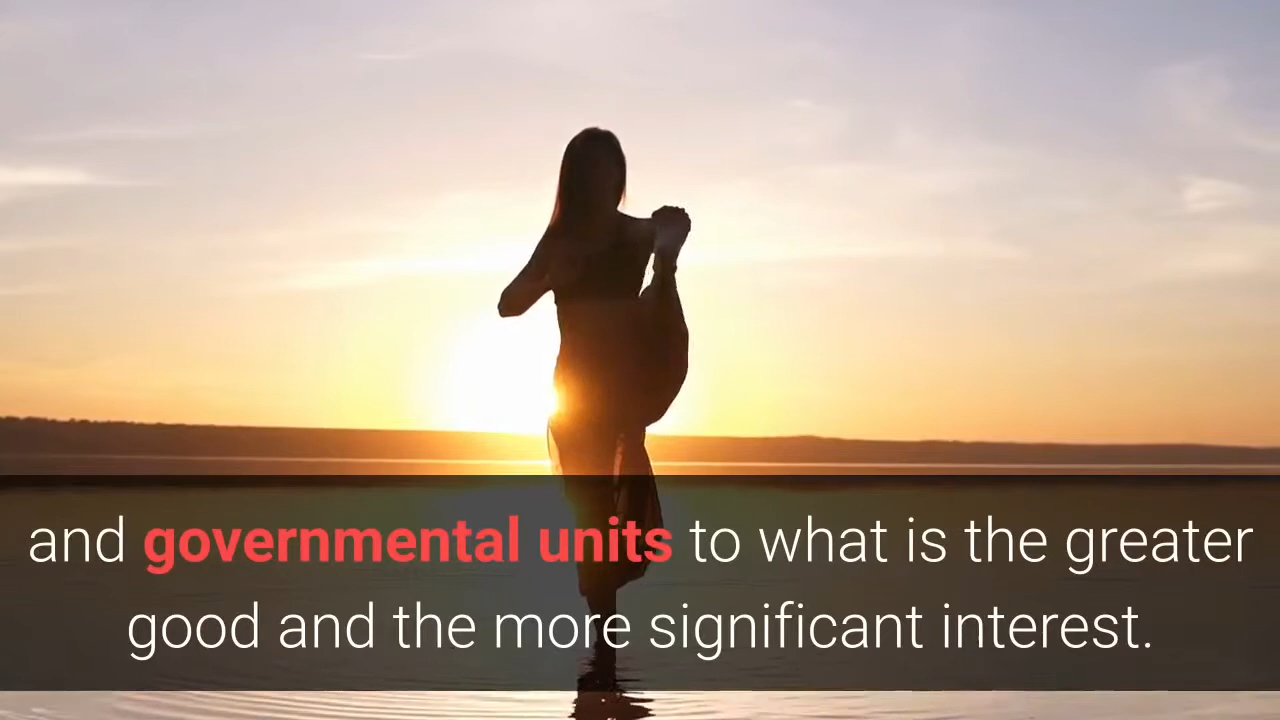 and governmental units to what is the greater
good and the more significant interest.